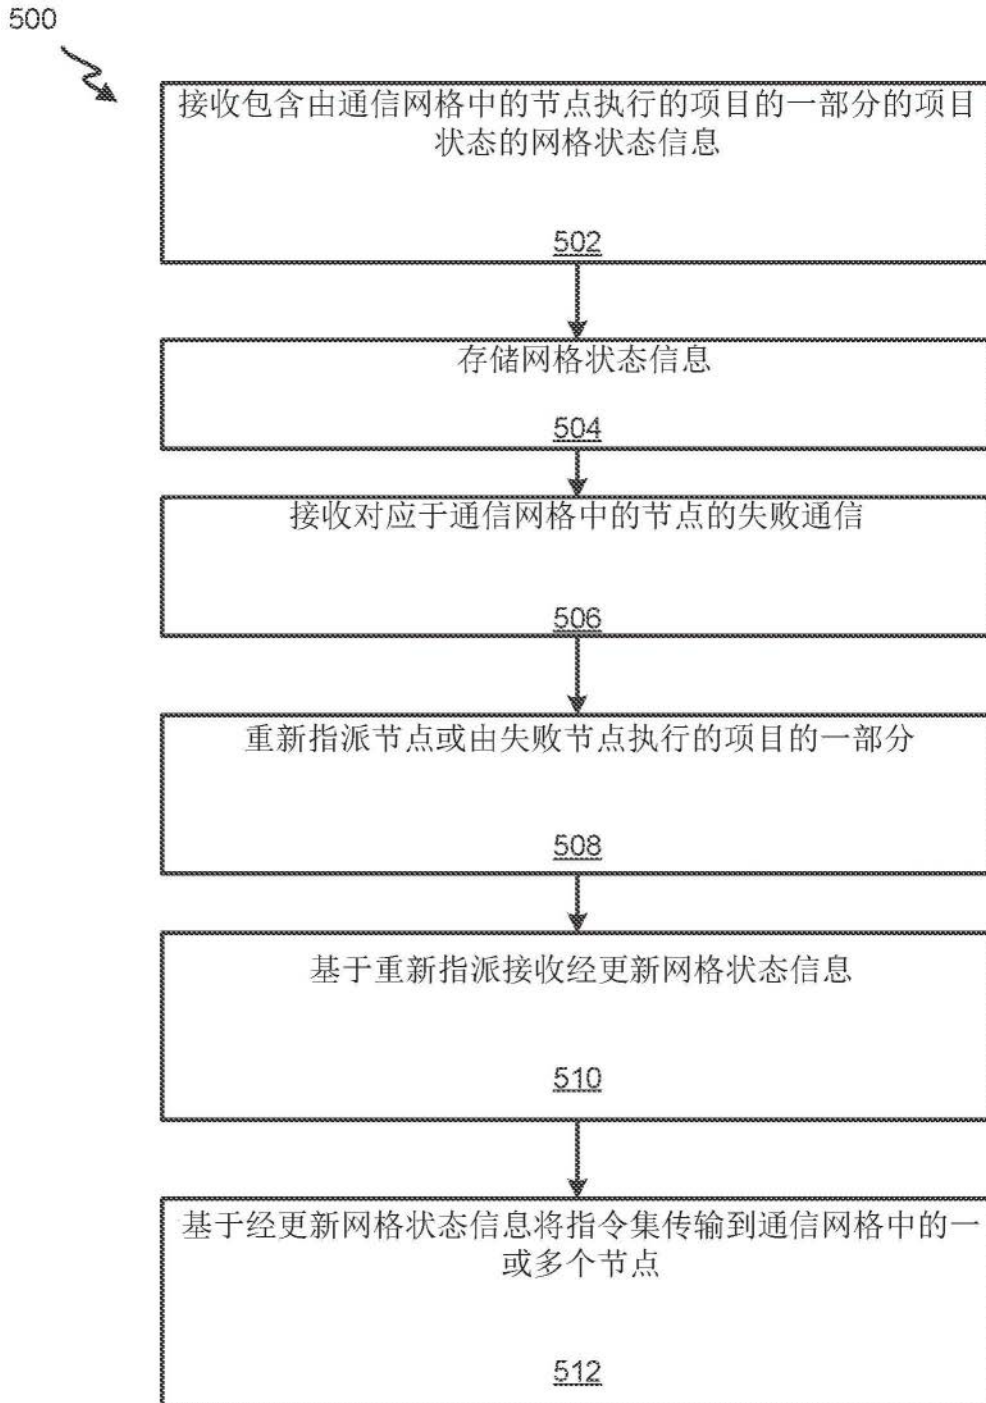 500
接收包含由通信网格中的节点执行的项目的一部分的项目
状态的网格状态信息
502
存储网格状态信息
504
接收对应于通信网格中的节点的失败通信
506
重新指派节点或由失败节点执行的项目的一部分
508
基于重新指派接收经更新网格状态信息
510
基于经更新网格状态信息将指令集传输到通信网格中的一
或多个节点
512